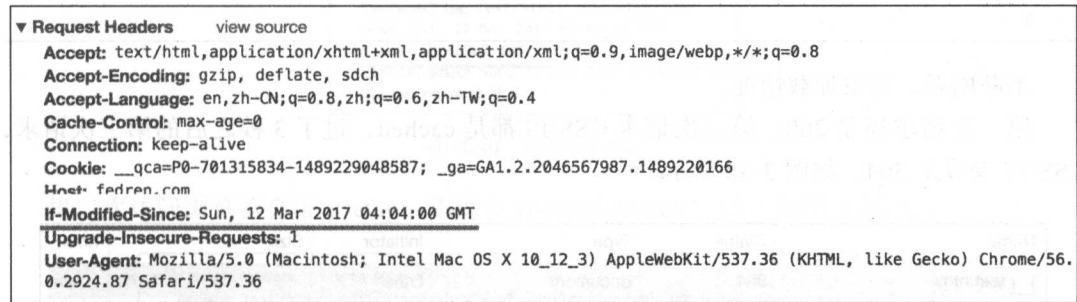 ▼ Request Headers view source
Accept: text/html,application/xhtml+xml,application/xml;q=0.9,image/webp,*/*;q=0.8
Accept-Encoding: gzip, deflate, sdch
Accept-Language: en,zh-CN;q=0.8,zh;q=0.6,zh-TW;q=0.4
Cache-Control: max-age=0
Connection: keep-alive
Cookie: __qca=P0-701315834-1489229048587; _ga=GA1.2.2046567987.1489220166
Host: fedren.com
If-Modified-Since: Sun, 12 Mar 2017 04:04:00 GMT
Upgrade-Insecure-Requests: 1
User-Agent: Mozilla/5.0 (Macintosh; Intel Mac OS X 10_12_3) AppleWebKit/537.36 (KHTML, like Gecko) Chrome/56.
0.2924.87 Safari/537.36